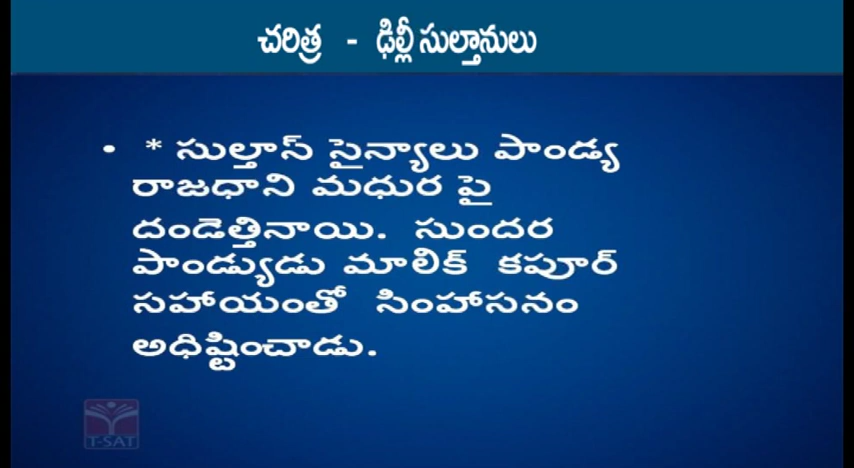 చరిత్ర - ఢిల్లీ సుల్తానులు
• * సుల్తాస్ సైన్యాలు పాండ్య
రాజధాని మధుర పై
దండెత్తినాయి. సుందర
పాండ్యుడు మాలిక్ కపూర్
సహాయంతో సింహాసనం
అధిష్టించాడు.
T-SAT